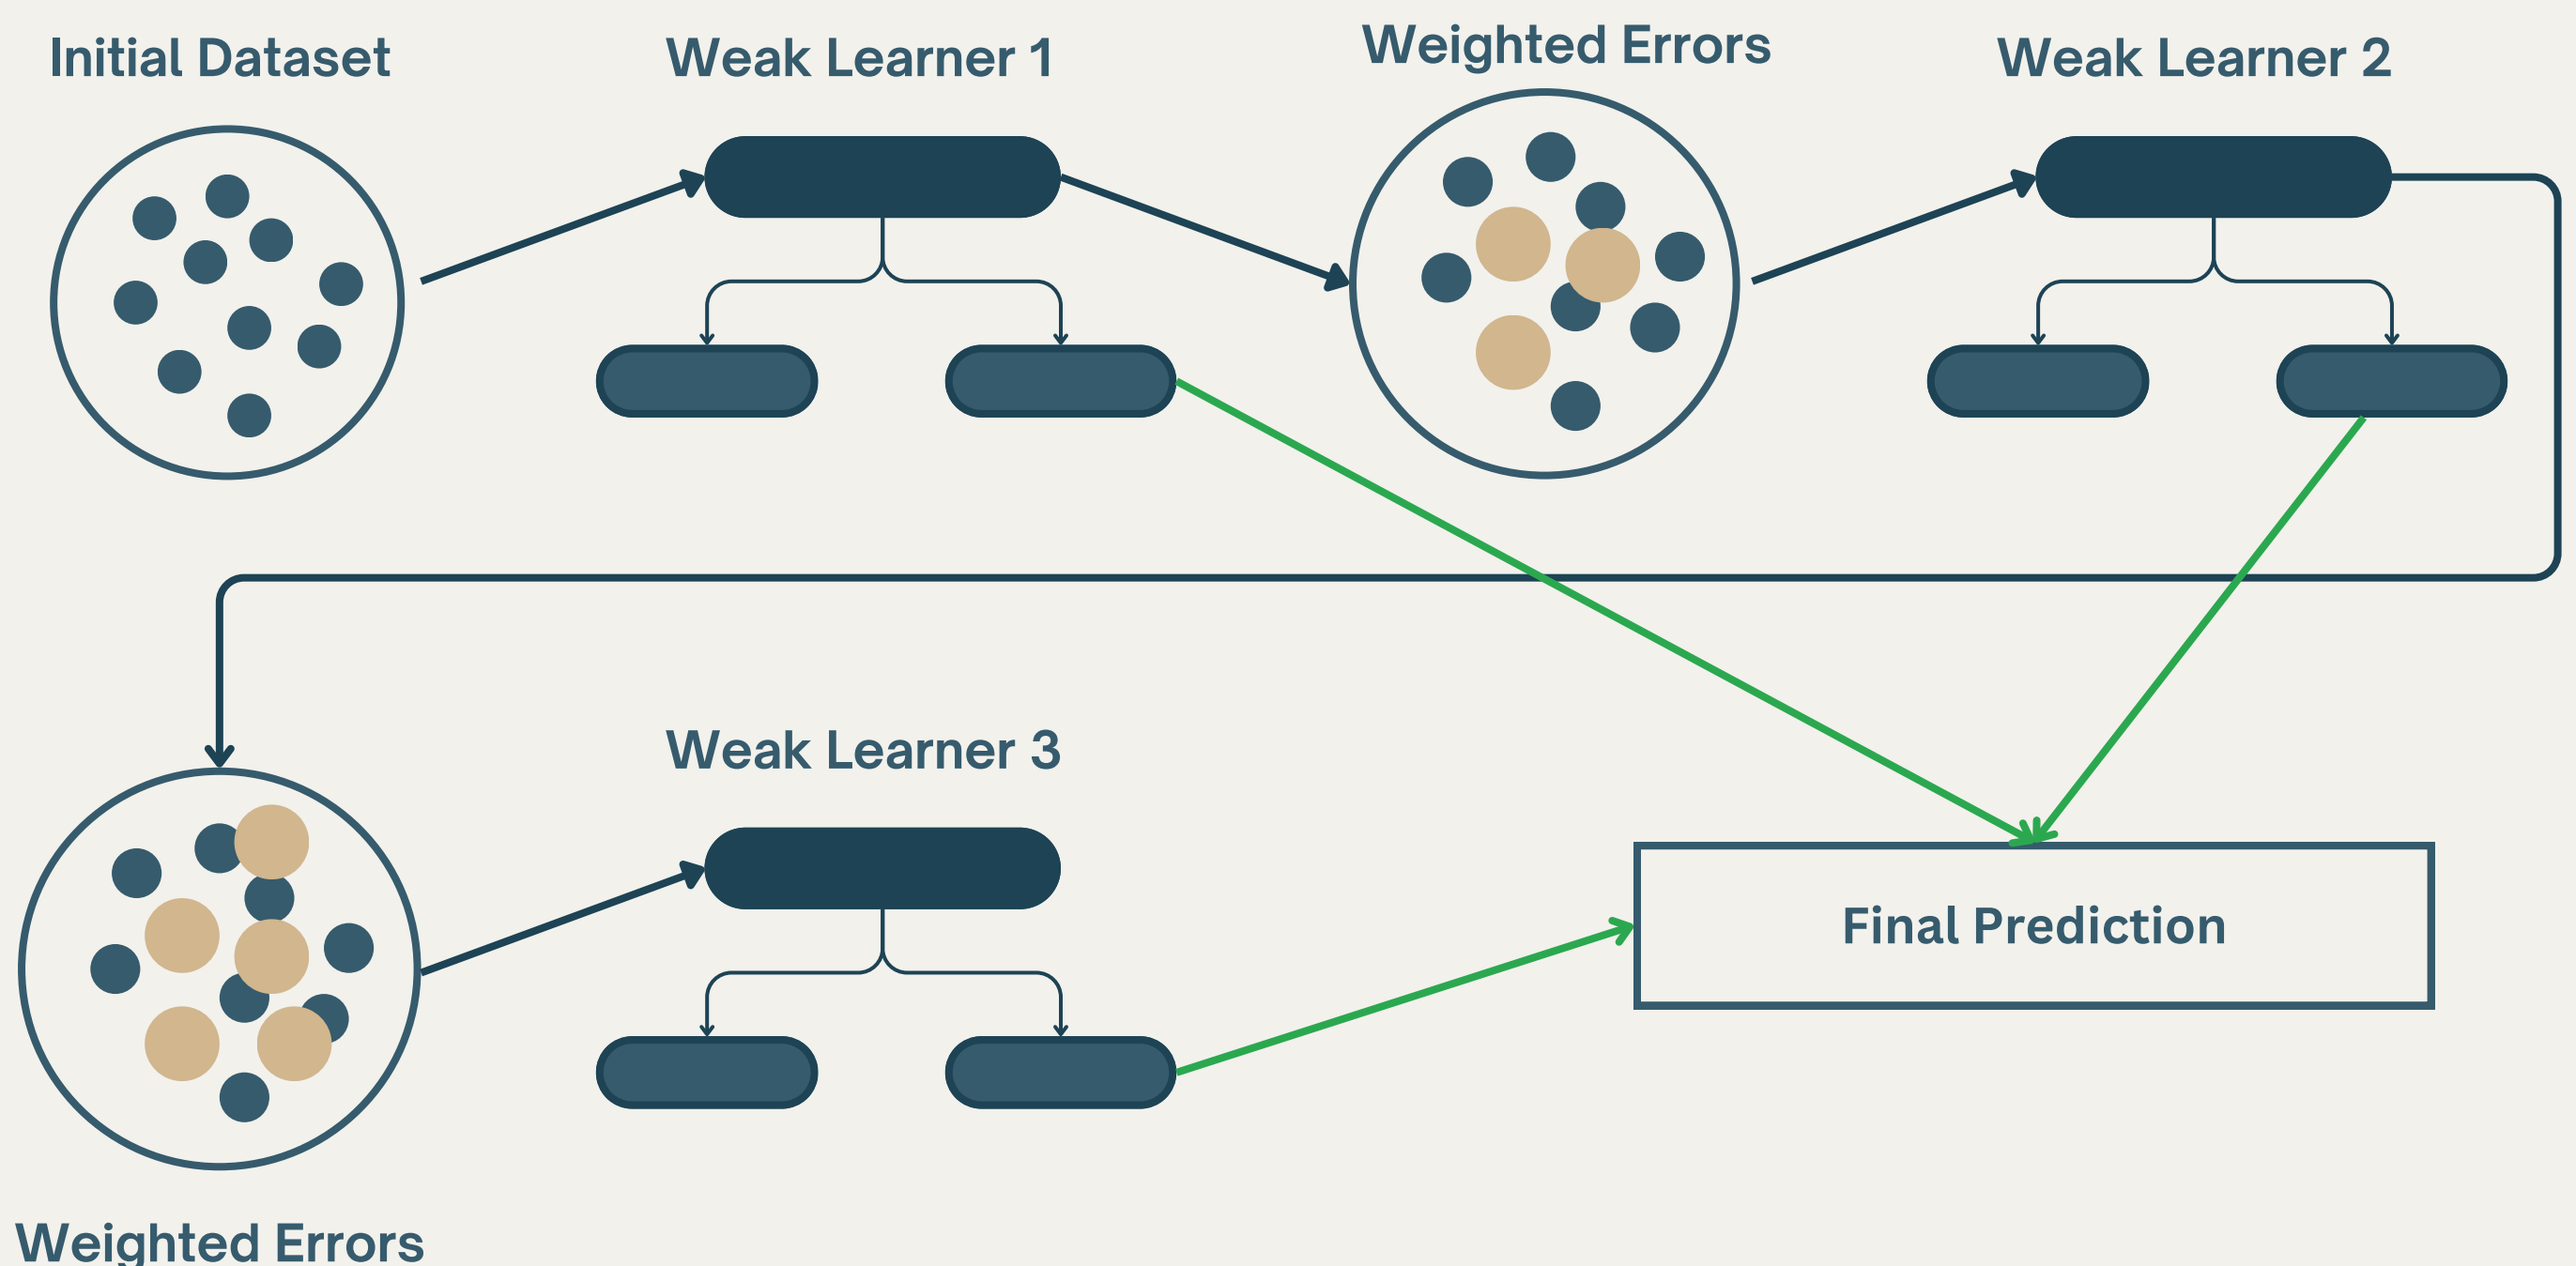 Initial Dataset
Weak Learner 1
Weighted Errors
Weak Learner 2
Weak Learner 3
Final Prediction
Weighted Errors